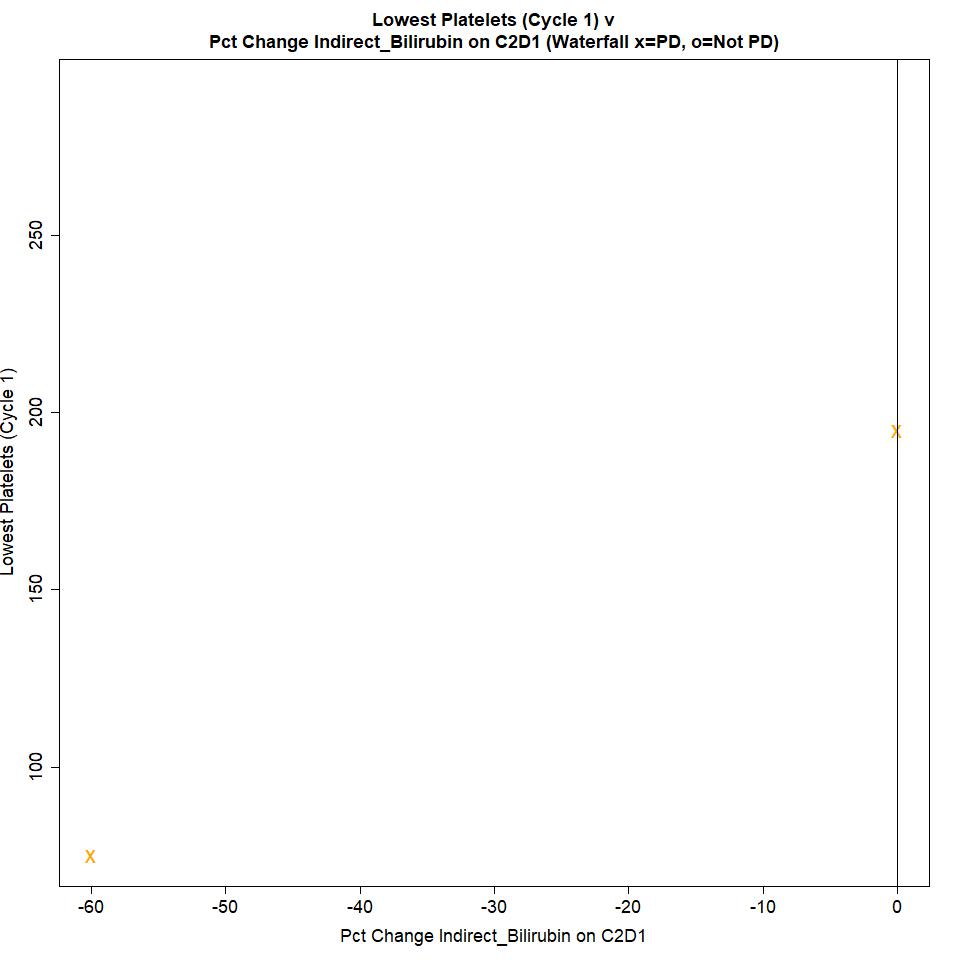 Lowest Platelets (Cycle 1) v
Pct Change Indirect_Bilirubin on C2D1 (Waterfall x=PD, o=Not PD)
Lowest Platelets (Cycle 1)
250
200
150
100
X
X
-60
-50
-40
-30
-20
-10
0
Pct Change Indirect_Bilirubin on C2D1